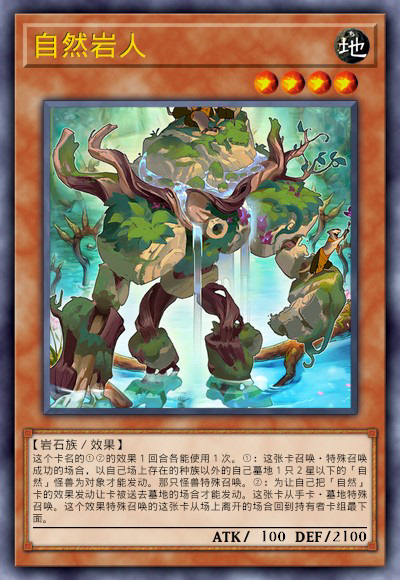 自然岩人
地
【岩石族／效果】
这个卡名的①②的效果１回合各能使用１次。①：这张卡召唤·特殊召唤
成功的场合，以自己场上存在的种族以外的自己墓地１只２星以下的「自
然」怪兽为对象才能发动。那只怪兽特殊召唤。②：为让自己把「自然」
卡的效果发动让卡被送去墓地的场合才能发动。这张卡从手卡·墓地特殊
召唤。这个效果特殊召唤的这张卡从场上离开的场合回到持有者卡组最下
面。
ATK/ 100 DEF/2100